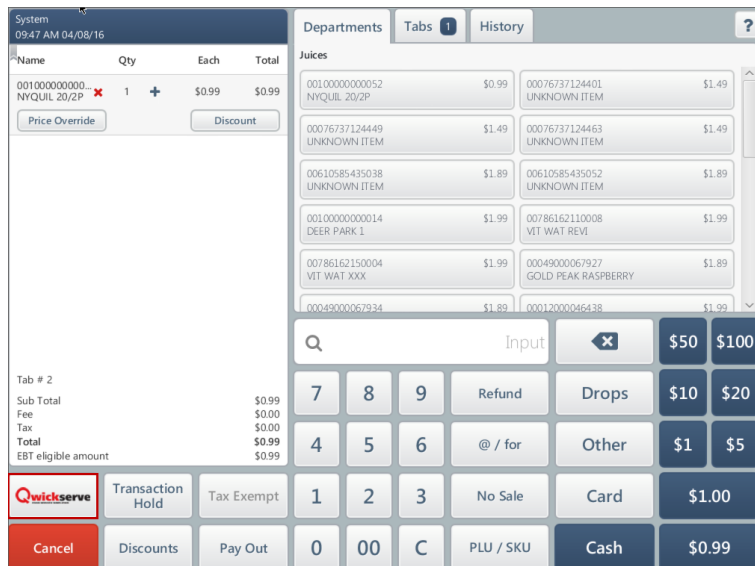 System
09:47 AM 04/08/16
Name Qty Each Total
001000000000...
NYQUIL 20/2P
1 + $0.99 $0.99
Price Override Discount
Tab # 2
Sub Total $0.99
Fee $0.00
Tax $0.00
Total $0.99
EBT eligible amount $0.99
Qwickserve
Transaction Hold
Tax Exempt
Cancel
Discounts
Pay Out
Departments Tabs 1 History ?
Juices
00100000000052 $0.99
NYQUIL 20/2P
00076737124401 $1.49
UNKNOWN ITEM
00076737124449 $1.49
UNKNOWN ITEM
00076737124463 $1.49
UNKNOWN ITEM
00610585435038 $1.89
UNKNOWN ITEM
00610585435052 $1.89
UNKNOWN ITEM
00100000000014 $1.99
DEER PARK 1
00786162110008 $1.99
VIT WAT REVI
00786162150004 $1.99
VIT WAT XXX
00049000067927 $1.89
GOLD PEAK RASPBERRY
00049000067934 $1.89
00012000046438 $1.99
Input
$50 $100
7 8 9 Refund Drops $10 $20
4 5 6 @ / for Other $1 $5
1 2 3 No Sale Card $1.00
0 00 C PLU / SKU Cash $0.99